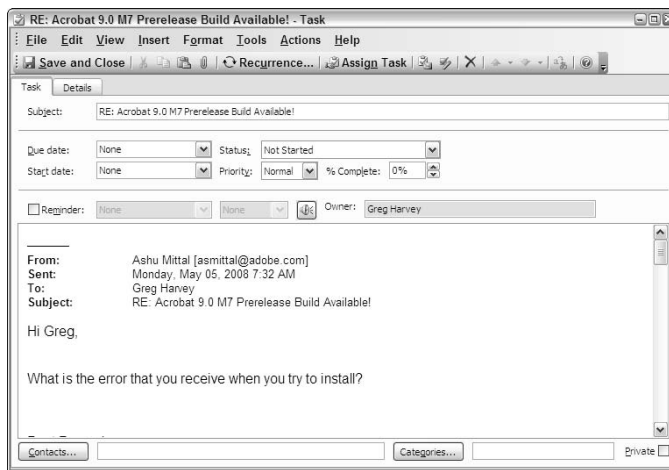 RE: Acrobat 9.0 M7 Prerelease Build Available! - Task
File Edit View Insert Format Tools Actions Help
Save and Close Recurrence... Assign Task
Task Details
Subject: RE: Acrobat 9.0 M7 Prerelease Build Available!
Due date: None Status: Not Started
Start date: None Priority: Normal % Complete: 0%
Reminder: None None Owner: Greg Harvey
From: Ashu Mittal [asmittal@adobe.com]
Sent: Monday, May 05, 2008 7:32 AM
To: Greg Harvey
Subject: RE: Acrobat 9.0 M7 Prerelease Build Available!
Hi Greg,
What is the error that you receive when you try to install?
Contacts... Categories... Private